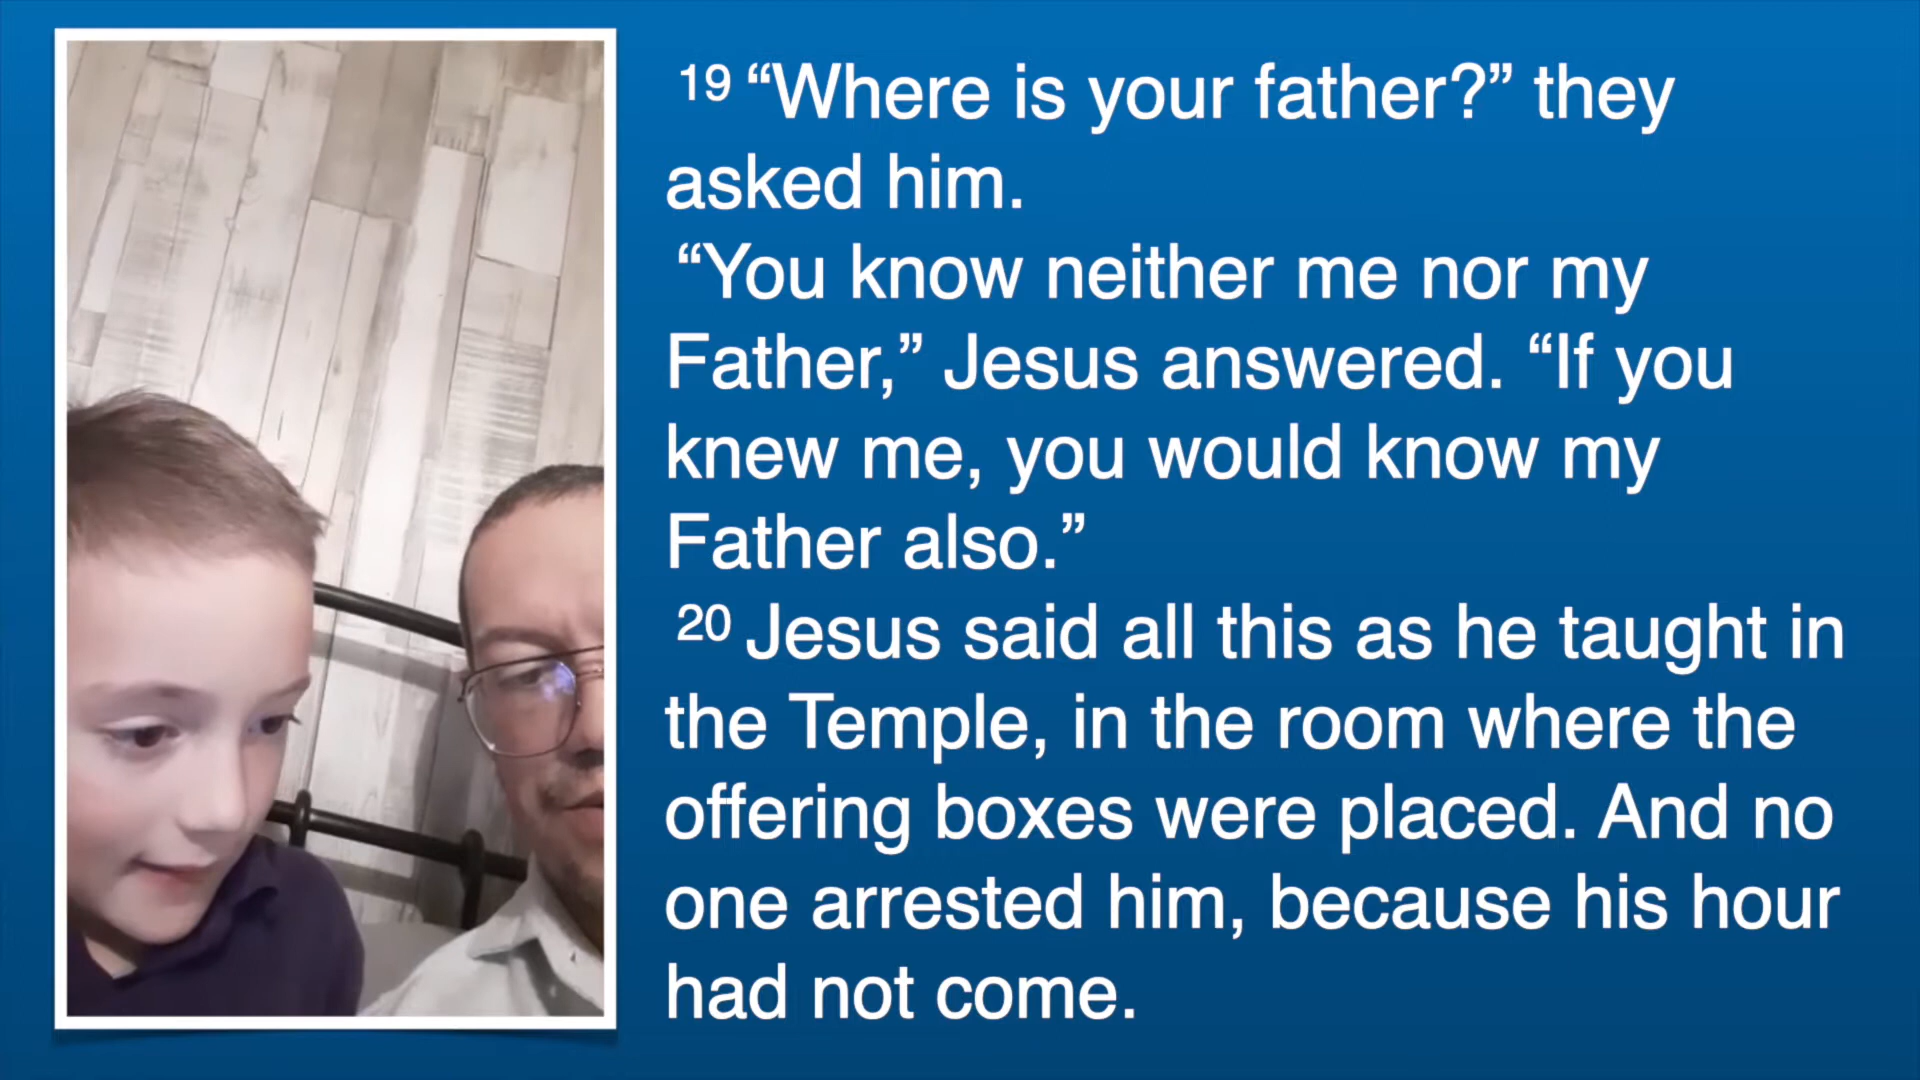 19 “Where is your father?” they
asked him.
“You know neither me nor my
Father,” Jesus answered. “If you
knew me, you would know my
Father also.”
20 Jesus said all this as he taught in
the Temple, in the room where the
offering boxes were placed. And no
one arrested him, because his hour
had not come.